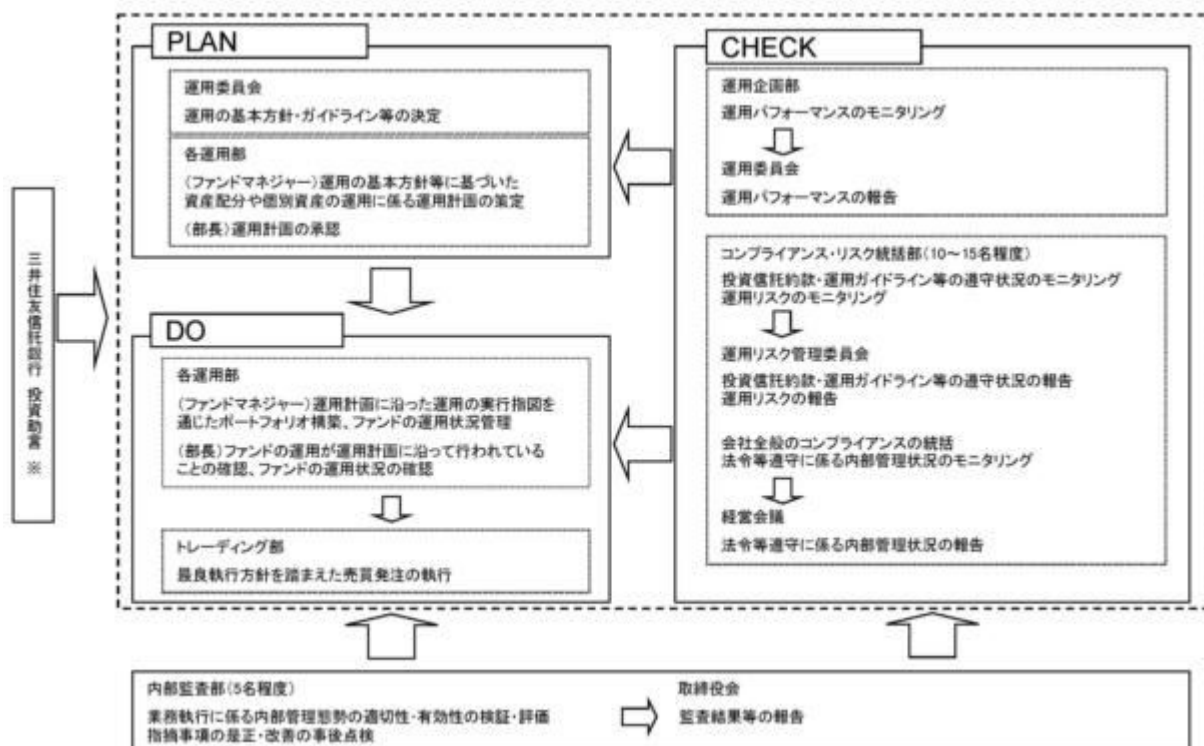 三井住友信託銀行 投資助言 ※
PLAN
運用委員会
運用の基本方針・ガイドライン等の決定
各運用部
(ファンドマネジャー)運用の基本方針等に基づいた
資産配分や個別資産の運用に係る運用計画の策定
(部長)運用計画の承認
DO
各運用部
(ファンドマネジャー)運用計画に沿った運用の実行指図を
通じたポートフォリオ構築、ファンドの運用状況管理
(部長)ファンドの運用が運用計画に沿って行われている
ことの確認、ファンドの運用状況の確認
トレーディング部
最良執行方針を踏まえた売買発注の執行
CHECK
運用企画部
運用パフォーマンスのモニタリング
運用委員会
運用パフォーマンスの報告
コンプライアンス・リスク統括部(10～15名程度)
投資信託約款・運用ガイドライン等の遵守状況のモニタリング
運用リスクのモニタリング
運用リスク管理委員会
投資信託約款・運用ガイドライン等の遵守状況の報告
運用リスクの報告
会社全般のコンプライアンスの統括
法令等遵守に係る内部管理状況のモニタリング
経営会議
法令等遵守に係る内部管理状況の報告
内部監査部(5名程度)
業務執行に係る内部管理態勢の適切性・有効性の検証・評価
指摘事項の是正・改善の事後点検
取締役会
監査結果等の報告